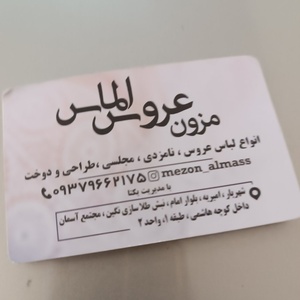 مزون عروس الماس
انواع لباس عروس ، نامزدی ، مجلسی ،طراحی و دوخت
۰۹۳۷۹۶۶۲۱۷۵ mezon_almass
با مدیریت یکتا
شهریار ، امیریه ، بلوار امام، نبش طلاسازی نگین ، مجتمع آسمان
داخل کوچه هاشمی ، طبقه ۱، واحد ۲